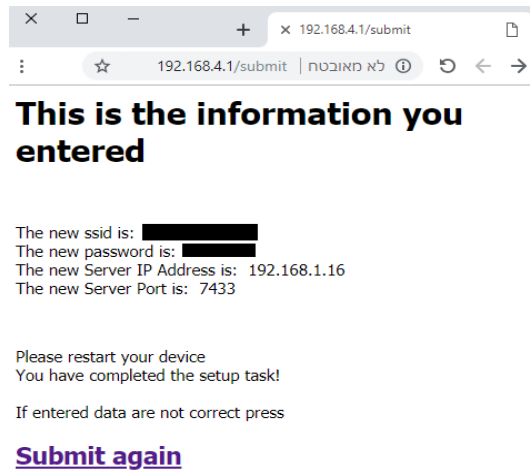 192.168.4.1/submit
192.168.4.1/submit | לא מאובטח
This is the information you
entered
The new ssid is:
The new password is:
The new Server IP Address is: 192.168.1.16
The new Server Port is: 7433
Please restart your device
You have completed the setup task!
If entered data are not correct press
Submit again